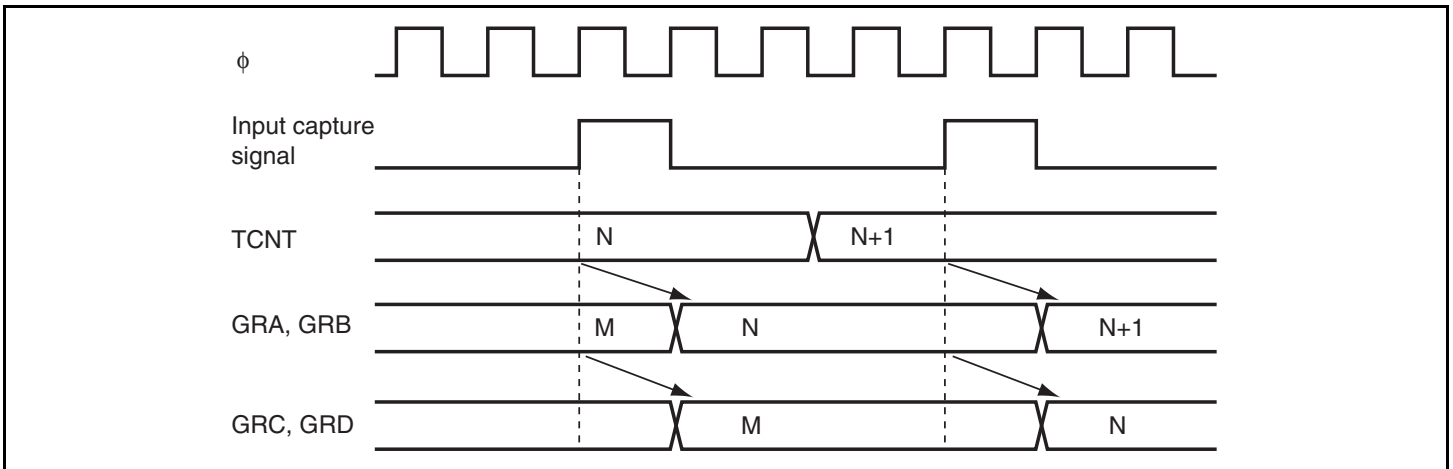 ϕ
Input capture
signal
TCNT
N
N+1
GRA, GRB
M
N
N+1
GRC, GRD
M
N